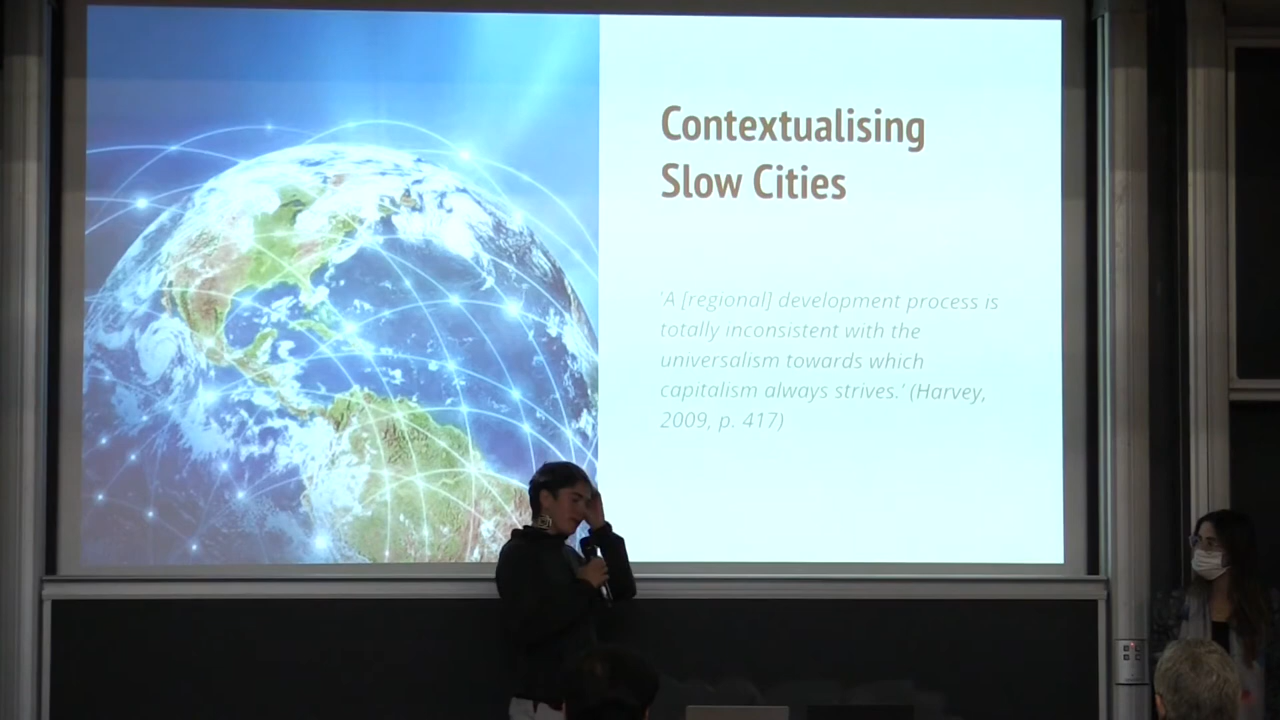 Contextualising
Slow Cities
'A [regional] development process is
totally inconsistent with the
universalism towards which
capitalism always strives.' (Harvey,
2009, p. 417)